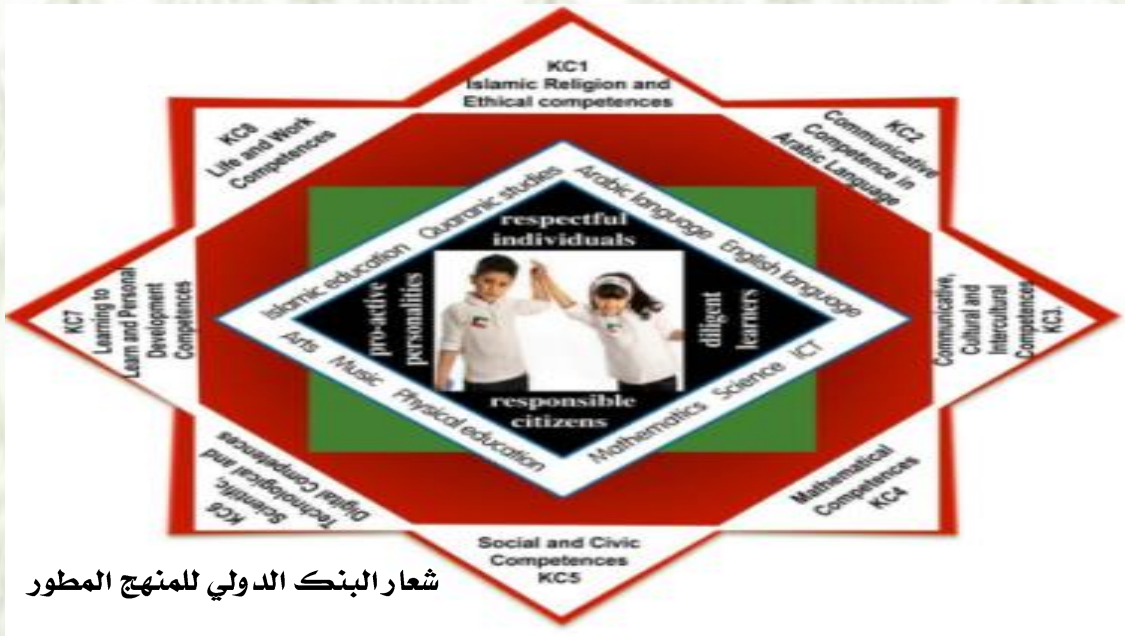 KC1
Islamic Religion and
Ethical competences
KC2
Communicative
Competence in
Arabic Language
Communicative,
Cultural and
Intercultural
Competences
KC3.
Mathematical
Competences
KC4
Social and Civic
Competences
KC5
KC6
Scientific,
Technological and
Digital Competences
KC7
Learning to
Learn and Personal
Development
Competences
KC8
Life and Work
Competences
Islamic education Quaranic studies
Arabic language English language
Arts Music Physical education
Mathematics Science ICT
respectful
individuals
pro-active
personalities
diligent
learners
responsible
citizens
شعار البنك الدولي للمنهج المطور